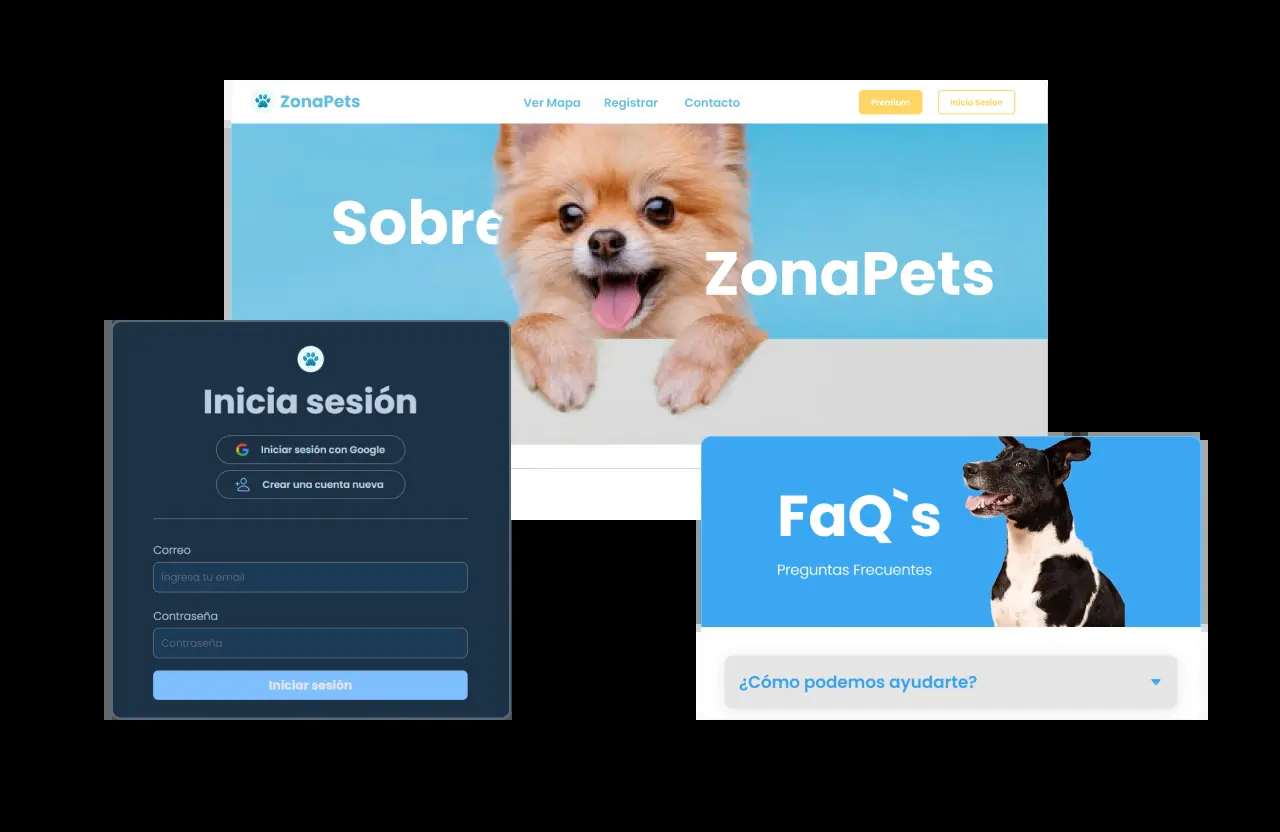 ZonaPets
Ver Mapa
Registrar
Contacto
Premium
Inicio Sesion
Sobre
ZonaPets
Inicia sesión
Iniciar sesión con Google
Crear una cuenta nueva
Correo
Ingresa tu email
Contraseña
Contraseña
Iniciar sesión
FaQ`s
Preguntas Frecuentes
¿Cómo podemos ayudarte?